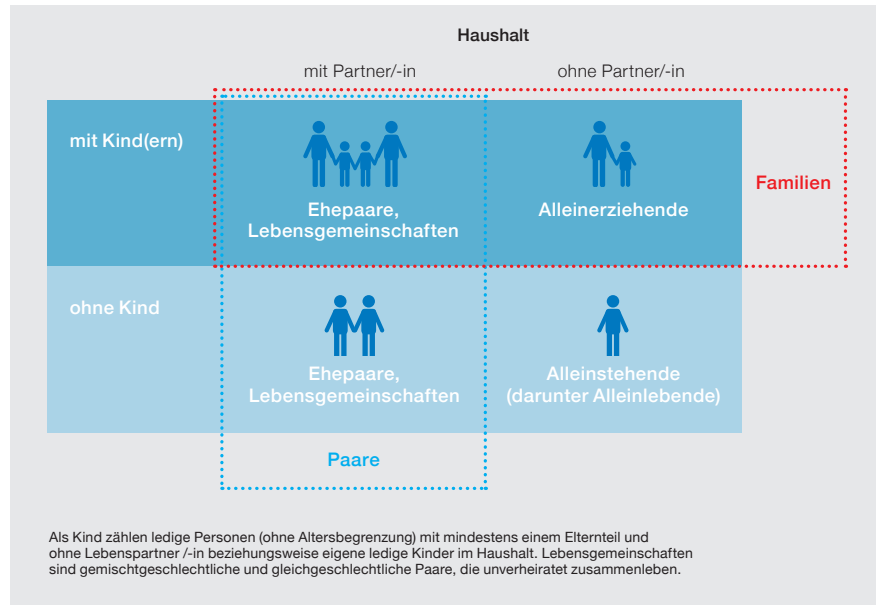 Haushalt
mit Partner/-in
ohne Partner/-in
mit Kind(ern)
Ehepaare,
Lebensgemeinschaften
Alleinerziehende
Familien
ohne Kind
Ehepaare,
Lebensgemeinschaften
Alleinstehende
(darunter Alleinlebende)
Paare
Als Kind zählen ledige Personen (ohne Altersbegrenzung) mit mindestens einem Elternteil und
ohne Lebenspartner /-in beziehungsweise eigene ledige Kinder im Haushalt. Lebensgemeinschaften
sind gemischtgeschlechtliche und gleichgeschlechtliche Paare, die unverheiratet zusammenleben.